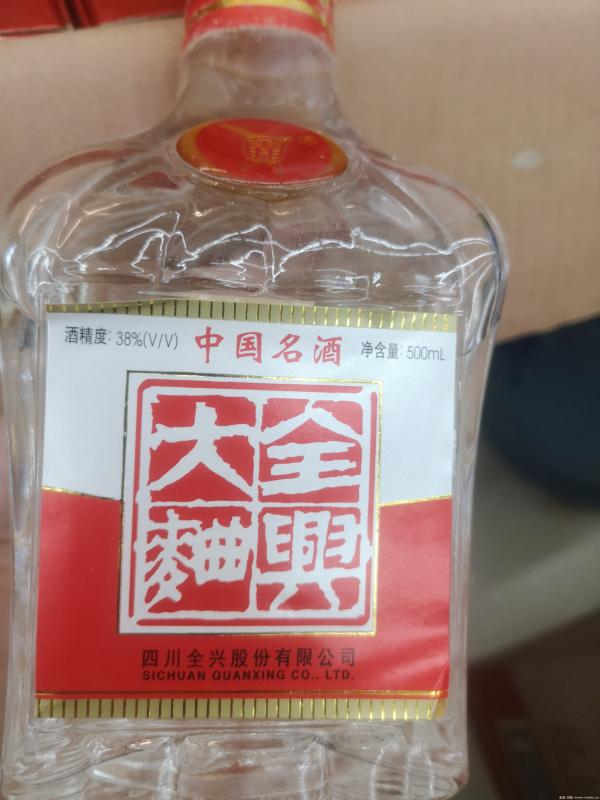 酒精度: 38%(V/V)
中国名酒
净含量: 500mL
全興
大麯
四川全兴股份有限公司
SICHUAN QUANXING CO., LTD.